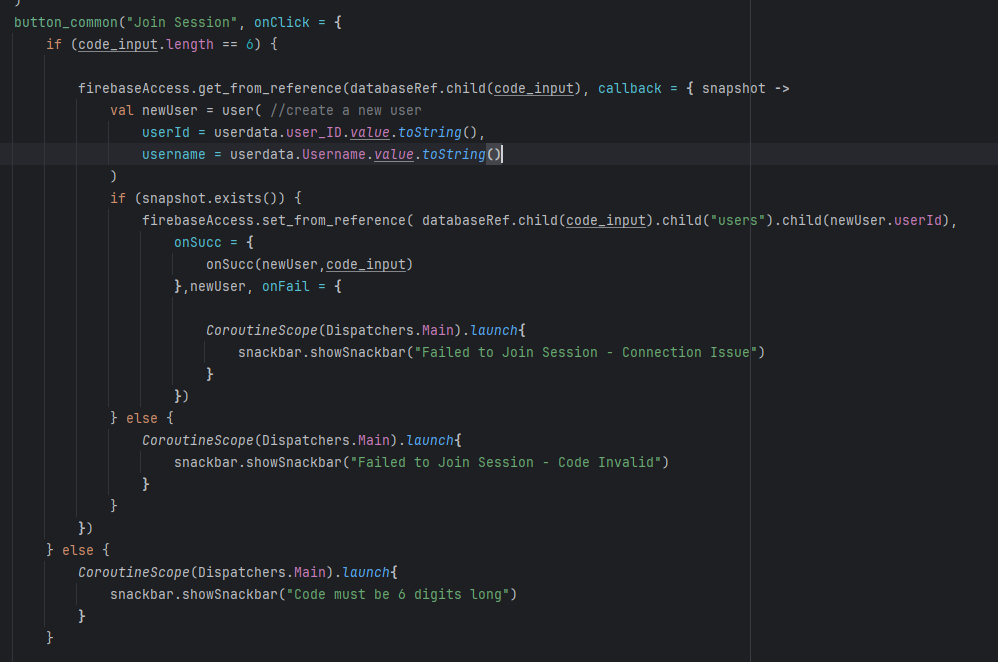 )
button_common("Join Session", onClick = {
    if (code_input.length == 6) {
        firebaseAccess.get_from_reference(databaseRef.child(code_input), callback = { snapshot ->
            val newUser = user( //create a new user
                userId = userdata.user_ID.value.toString(),
                username = userdata.Username.value.toString()
            )
            if (snapshot.exists()) {
                firebaseAccess.set_from_reference( databaseRef.child(code_input).child("users").child(newUser.userId),
                    onSucc = {
                        onSucc(newUser,code_input)
                    },newUser, onFail = {
                        CoroutineScope(Dispatchers.Main).launch{
                            snackbar.showSnackbar("Failed to Join Session - Connection Issue")
                        }
                    })
            } else {
                CoroutineScope(Dispatchers.Main).launch{
                    snackbar.showSnackbar("Failed to Join Session - Code Invalid")
                }
            }
        })
    } else {
        CoroutineScope(Dispatchers.Main).launch{
            snackbar.showSnackbar("Code must be 6 digits long")
        }
    }